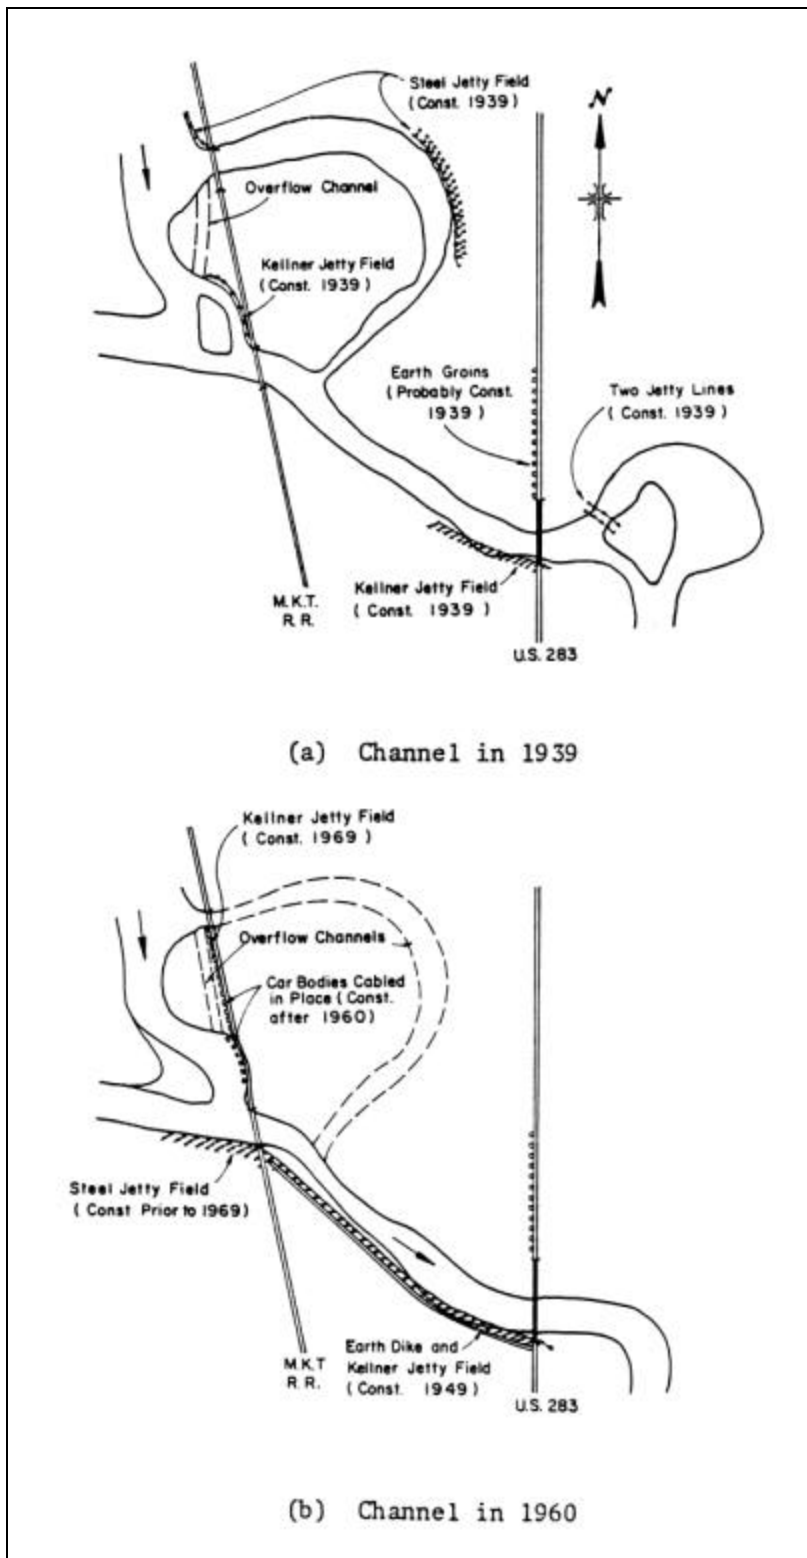 Steel Jetty Field
(Const. 1939)
N
Overflow Channel
Kellner Jetty Field
(Const. 1939)
Earth Groins
(Probably Const.
1939)
Two Jetty Lines
(Const. 1939)
Kellner Jetty Field
(Const. 1939)
M.K.T.
R.R.
U.S. 283
(a) Channel in 1939
Kellner Jetty Field
(Const. 1969)
Overflow Channels
Car Bodies Cabled
in Place (Const.
after 1960)
Steel Jetty Field
(Const Prior to 1969)
Earth Dike and
Kellner Jetty Field
(Const. 1949)
M.K.T
R.R.
U.S. 283
(b) Channel in 1960